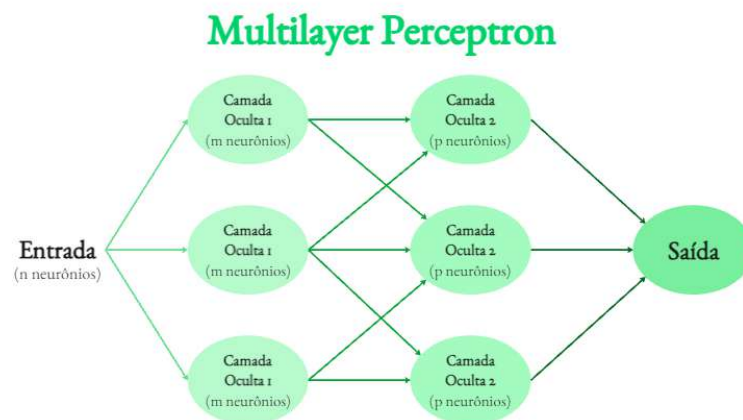 Multilayer Perceptron
Camada
Oculta 1
(m neurônios)
Camada
Oculta 2
(p neurônios)
Entrada
(n neurônios)
Camada
Oculta 1
(m neurônios)
Camada
Oculta 2
(p neurônios)
Saída
Camada
Oculta 1
(m neurônios)
Camada
Oculta 2
(p neurônios)